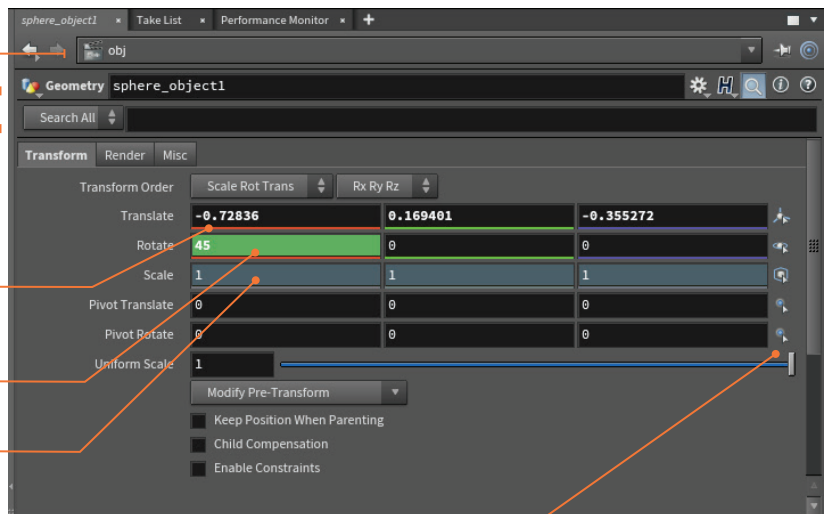 sphere_object1 × Take List × Performance Monitor × +
obj
Geometry sphere_object1
Search All
Transform Render Misc
Transform Order Scale Rot Trans Rx Ry Rz
Translate -0.72836 0.169401 -0.355272
Rotate 45 0 0
Scale 1 1 1
Pivot Translate 0 0 0
Pivot Rotate 0 0 0
Uniform Scale 1
Modify Pre-Transform
Keep Position When Parenting
Child Compensation
Enable Constraints